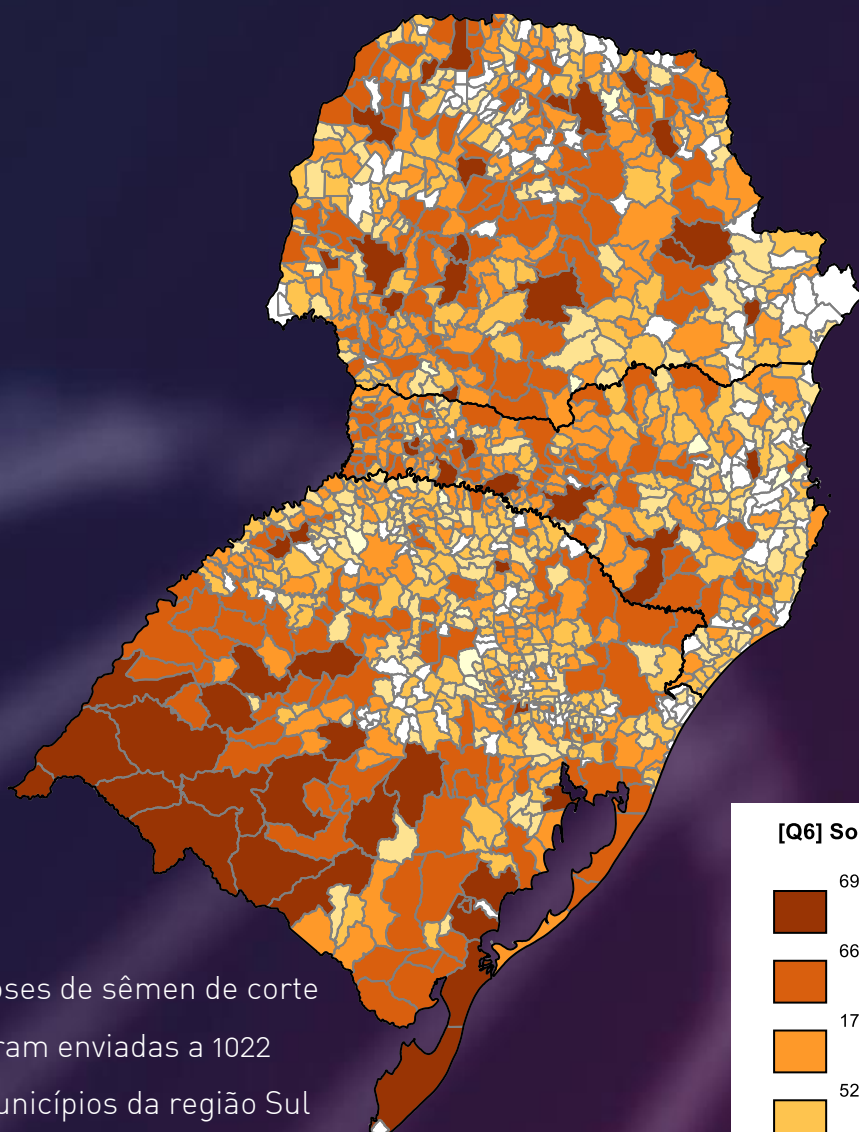 oses de sêmen de corte
ram enviadas a 1022
unicípios da região Sul
[Q6] So
69
66
17
52